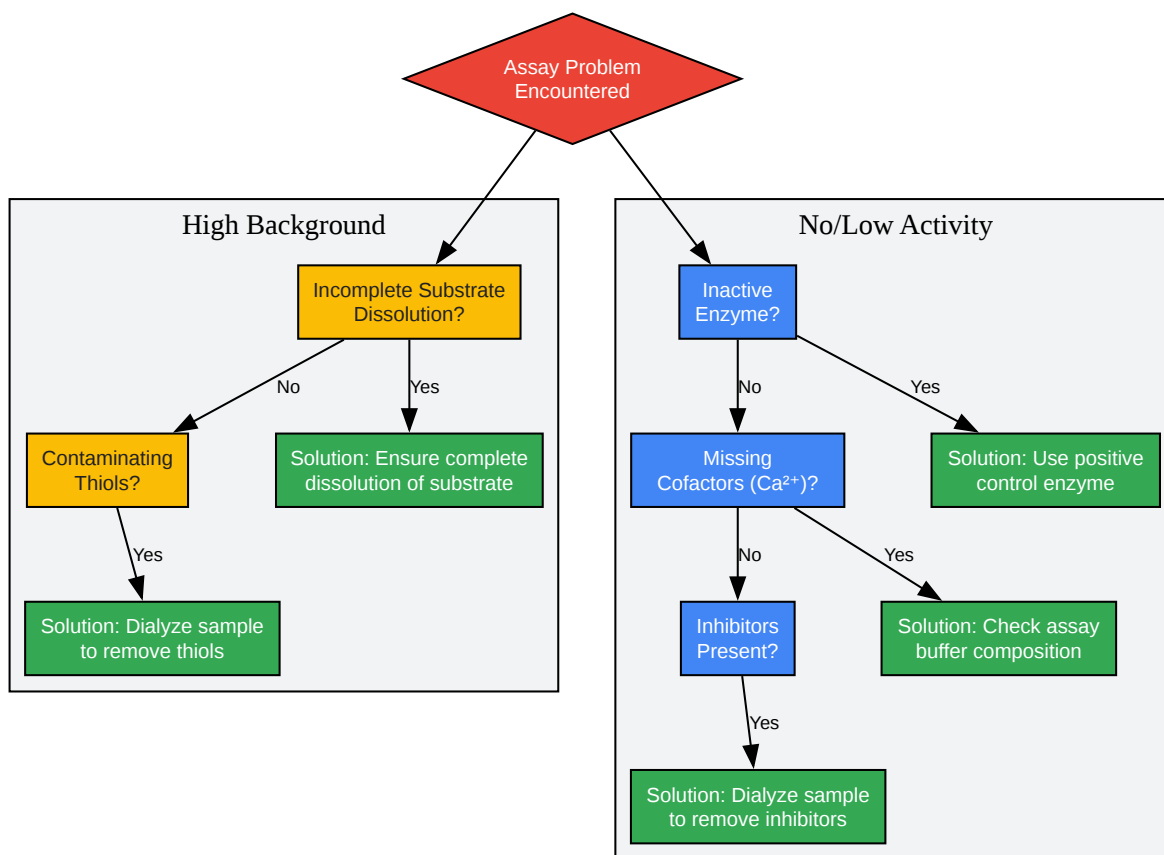 Assay Problem
Encountered
High Background
Incomplete Substrate
Dissolution?
No
Yes
Contaminating
Thiols?
Solution: Ensure complete
dissolution of substrate
Yes
Solution: Dialyze sample
to remove thiols
No/Low Activity
Inactive
Enzyme?
No
Yes
Missing
Cofactors (Ca²⁺)?
Solution: Use positive
control enzyme
No
Yes
Inhibitors
Present?
Solution: Check assay
buffer composition
Yes
Solution: Dialyze sample
to remove inhibitors